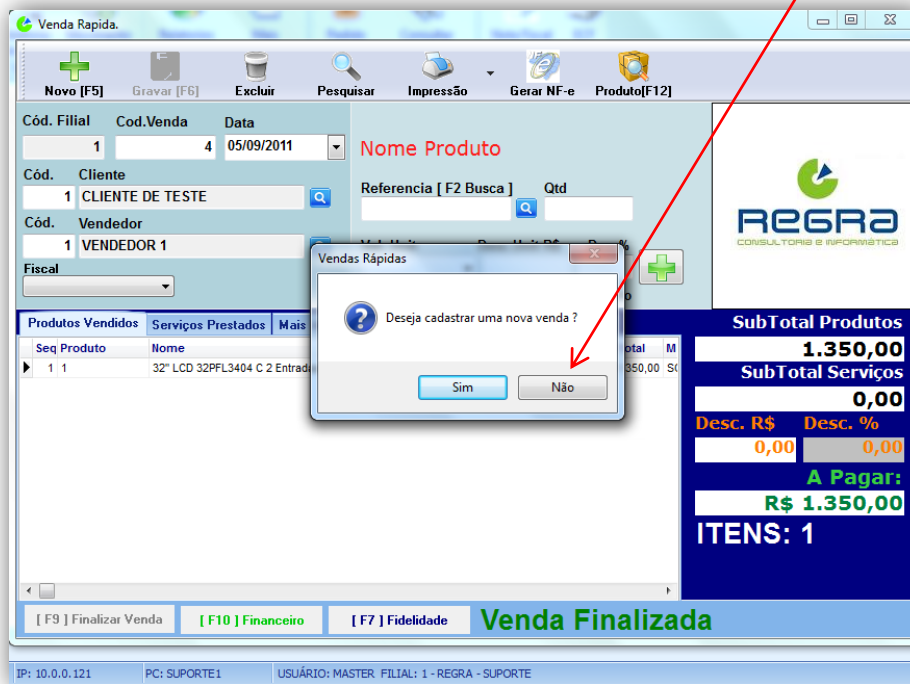 Venda Rapida.
Novo [F5] Gravar [F6] Excluir Pesquisar Impressão Gerar NF-e Produto[F12]
Cód. Filial Cod.Venda Data
1 4 05/09/2011
Nome Produto
Cód. Cliente
1 CLIENTE DE TESTE
Referencia [ F2 Busca ] Qtd
Cód. Vendedor
1 VENDEDOR 1
Fiscal
REGRA
CONSULTORIA E INFORMÁTICA
Vendas Rápidas
Deseja cadastrar uma nova venda ?
Sim Não
Produtos Vendidos Serviços Prestados Mais
Seq Produto Nome otal M
1 1 32" LCD 32PFL3404 C 2 Entrad 350,00
SubTotal Produtos
1.350,00
SubTotal Serviços
0,00
Desc. R$ Desc. %
0,00 0,00
A Pagar:
R$ 1.350,00
ITENS: 1
[ F9 ] Finalizar Venda [ F10 ] Financeiro [ F7 ] Fidelidade Venda Finalizada
IP: 10.0.0.121 PC: SUPORTE1 USUÁRIO: MASTER FILIAL: 1 - REGRA - SUPORTE